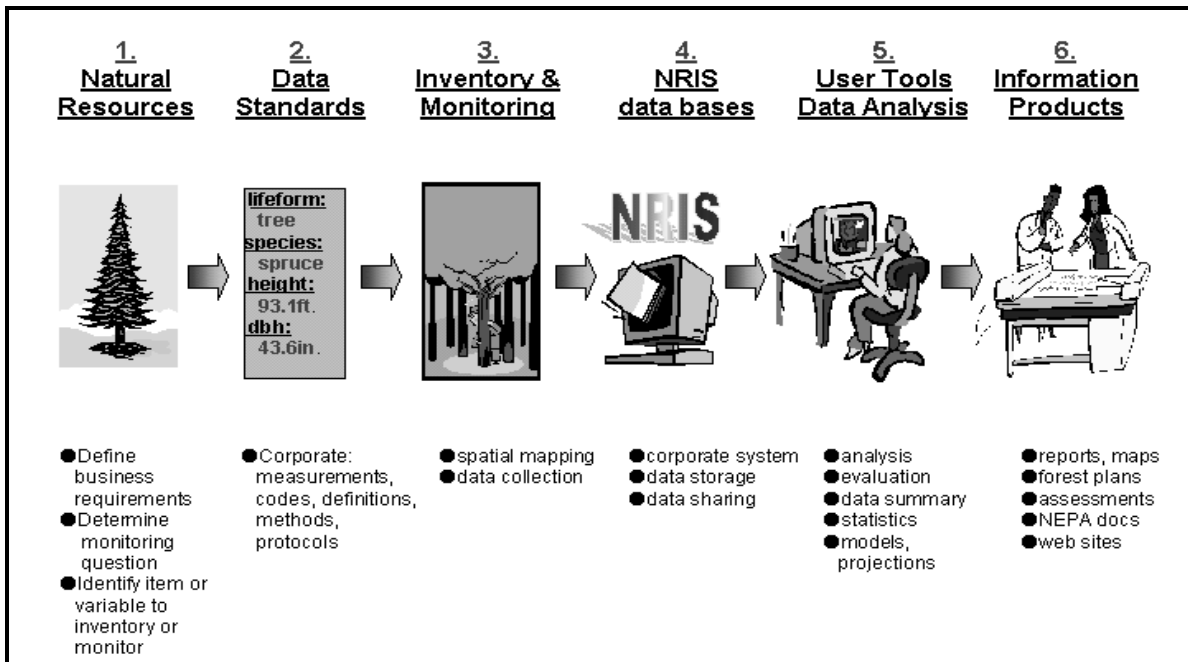 1.
Natural
Resources
2.
Data
Standards
3.
Inventory &
Monitoring
4.
NRIS
data bases
5.
User Tools
Data Analysis
6.
Information
Products
lifeform:
tree
species:
spruce
height:
93.1ft.
dbh:
43.6in.
NRIS
●Define
business
requirements
●Determine
monitoring
question
●Identify item or
variable to
inventory or
monitor
●Corporate:
measurements,
codes, definitions,
methods,
protocols
●spatial mapping
●data collection
●corporate system
●data storage
●data sharing
●analysis
●evaluation
●data summary
●statistics
●models,
projections
●reports, maps
●forest plans
●assessments
●NEPA docs
●web sites